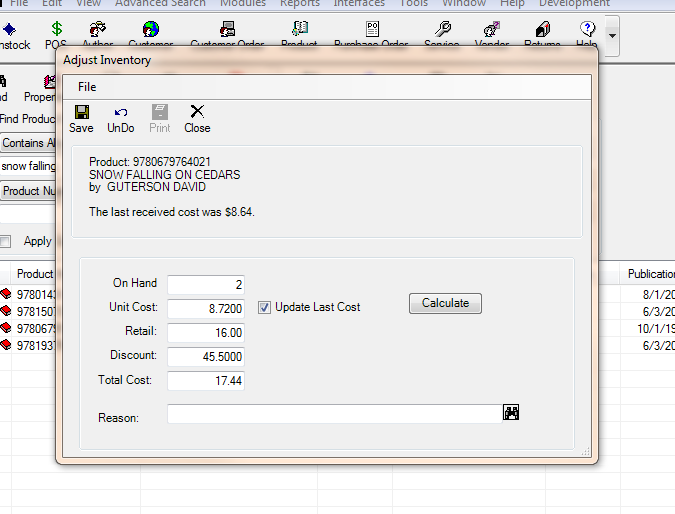 File Edit View Advanced Search Modules Reports Interfaces Tools Window Help Development
nstock POS Author Customer Customer Order Product Purchase Order Service Vendor Returns Help
Adjust Inventory
File
Save UnDo Print Close
Find Produc
Contains Al
snow falling
Product Nu
Apply
Product: 9780679764021
SNOW FALLING ON CEDARS
by GUTERSON DAVID
The last received cost was $8.64.
Product
Publication
978014
8/1/20
978150
6/3/20
978067
10/1/19
978193
6/3/20
On Hand 2
Unit Cost: 8.7200 Update Last Cost Calculate
Retail: 16.00
Discount: 45.5000
Total Cost: 17.44
Reason: